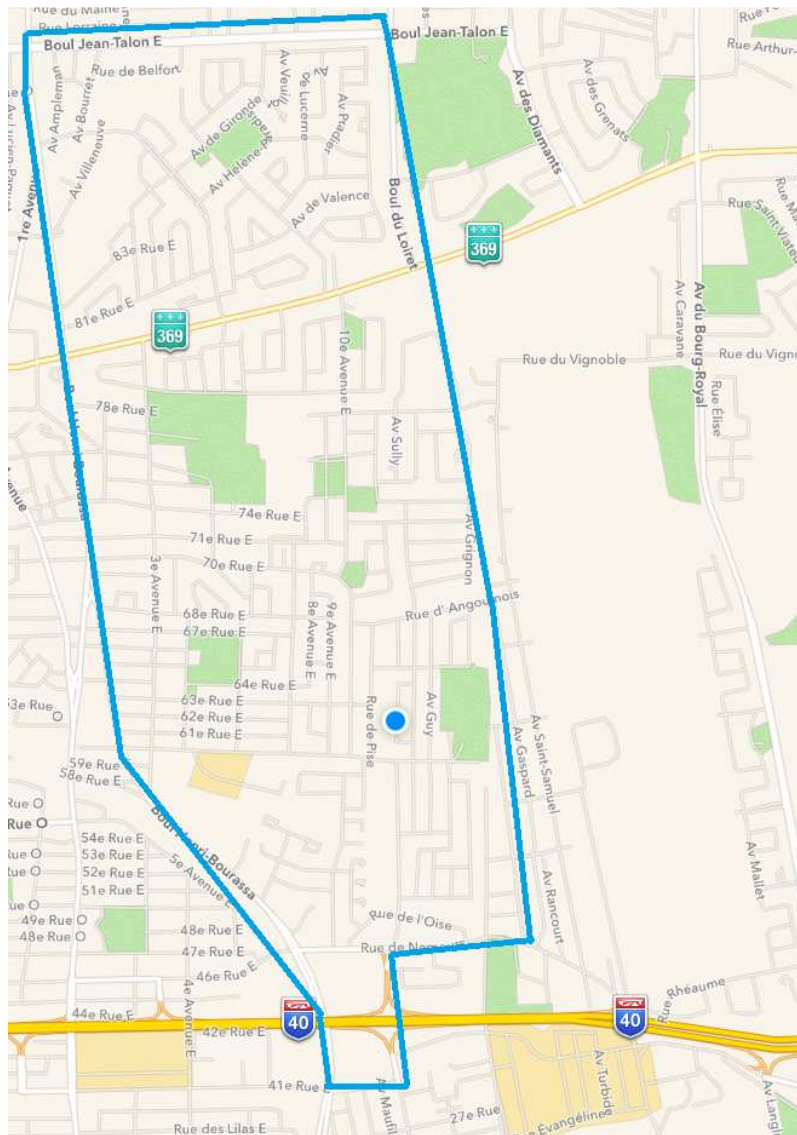 Rue du Maine
Rue Lorraine
Boul Jean-Talon E
Boul Jean-Talon E
Rue Arthur-
Rue de Belfort
Av Amplemen
Av Bourret
Av Villeneuve
Av Veuillo
de Lucerne
Av Pradier
Av de Gironde
Av Hélène-P
Av des Diamants
Av des Grenats
1re Avenue
Av de Valence
Boul du Loiret
83e Rue E
369
Rue Saint-Viate
Av Caravane
Av du Bourg-Royal
81e Rue E
369
10e Avenue E
Rue du Vignoble
Rue du Vign
78e Rue E
Av Sully
Rue Élise
Avenue
74e Rue E
71e Rue E
70e Rue E
Av Grignon
3e Avenue E
68e Rue E
67e Rue E
8e Avenue E
9e Avenue E
Rue d' Angoumois
64e Rue E
63e Rue E
62e Rue E
61e Rue E
Rue de Pise
Av Guy
Av Gaspard
Av Saint-Samuel
59e Rue E
58e Rue E
Boul Henri-Bourassa
Rue O
54e Rue E
53e Rue E
52e Rue E
51e Rue E
5e Avenue E
Av Mallet
49e Rue E
48e Rue E
48e Rue E
47e Rue E
46e Rue E
Rue de l'Oise
Rue de Nemours
Av Rancourt
4e Avenue E
44e Rue E
42e Rue E
40
40
Rue Rhéaume
41e Rue E
Av Maufil
27e Rue
Av Turbide
Av Langl
Rue des Lilas E
Évangéline